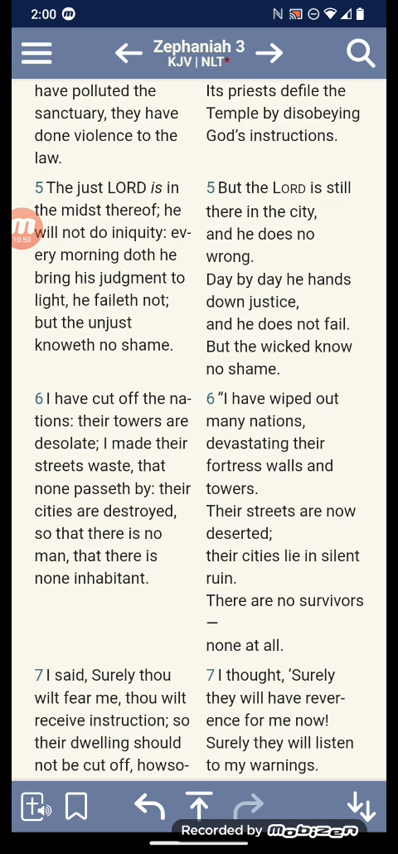 2:00
Zephaniah 3
KJV | NLT*
have polluted the
sanctuary, they have
done violence to the
law.
5 The just LORD is in
the midst thereof; he
will not do iniquity: ev-
ery morning doth he
bring his judgment to
light, he faileth not;
but the unjust
knoweth no shame.
6 I have cut off the na-
tions: their towers are
desolate; I made their
streets waste, that
none passeth by: their
cities are destroyed,
so that there is no
man, that there is
none inhabitant.
7 I said, Surely thou
wilt fear me, thou wilt
receive instruction; so
their dwelling should
not be cut off, howso-
Its priests defile the
Temple by disobeying
God’s instructions.
5 But the LORD is still
there in the city,
and he does no
wrong.
Day by day he hands
down justice,
and he does not fail.
But the wicked know
no shame.
6 “I have wiped out
many nations,
devastating their
fortress walls and
towers.
Their streets are now
deserted;
their cities lie in silent
ruin.
There are no survivors
—
none at all.
7 I thought, ‘Surely
they will have rever-
ence for me now!
Surely they will listen
to my warnings.
m
10:50
Recorded by mobizen